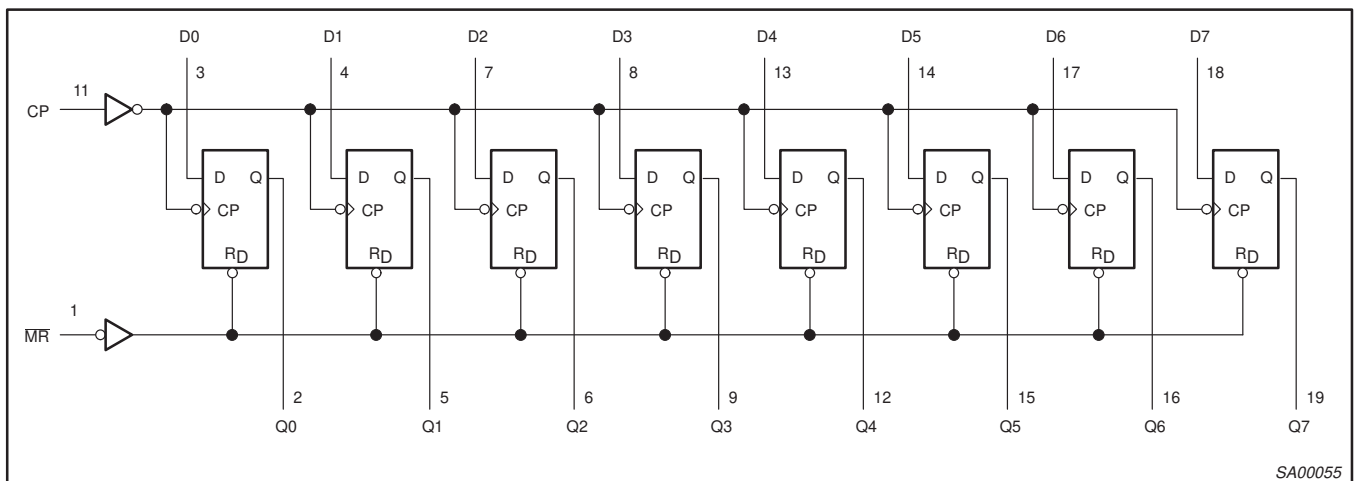 D0 D1 D2 D3 D4 D5 D6 D7
3 4 7 8 13 14 17 18
11
CP
D Q D Q D Q D Q D Q D Q D Q D Q
CP CP CP CP CP CP CP CP
RD RD RD RD RD RD RD RD
1
M̅R̅
2 5 6 9 12 15 16 19
Q0 Q1 Q2 Q3 Q4 Q5 Q6 Q7
SA00055